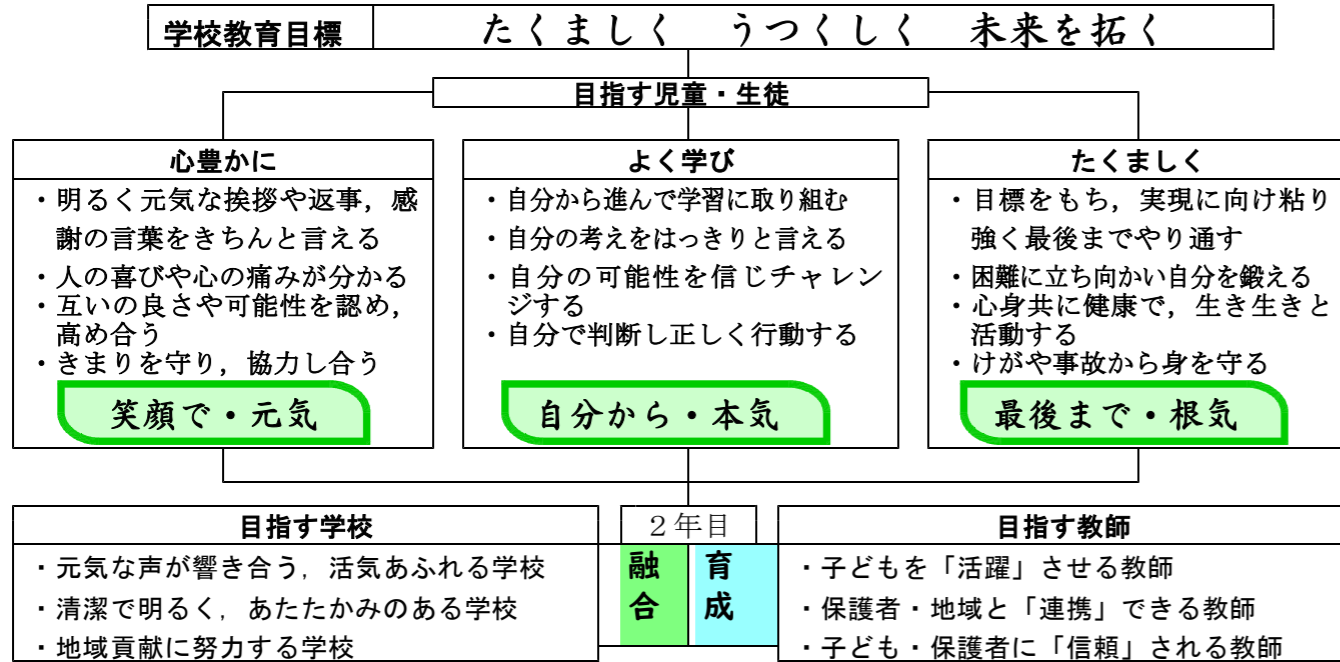 学校教育目標 たくましく うつくしく 未来を拓く
目指す児童・生徒
心豊かに
・明るく元気な挨拶や返事，感
謝の言葉をきちんと言える
・人の喜びや心の痛みが分かる
・互いの良さや可能性を認め，
高め合う
・きまりを守り，協力し合う
笑顔で・元気
よく学び
・自分から進んで学習に取り組む
・自分の考えをはっきりと言える
・自分の可能性を信じチャレン
ジする
・自分で判断し正しく行動する
自分から・本気
たくましく
・目標をもち，実現に向け粘り
強く最後までやり通す
・困難に立ち向かい自分を鍛える
・心身共に健康で，生き生きと
活動する
・けがや事故から身を守る
最後まで・根気
目指す学校
・元気な声が響き合う，活気あふれる学校
・清潔で明るく，あたたかみのある学校
・地域貢献に努力する学校
２年目
融合
育成
目指す教師
・子どもを「活躍」させる教師
・保護者・地域と「連携」できる教師
・子ども・保護者に「信頼」される教師